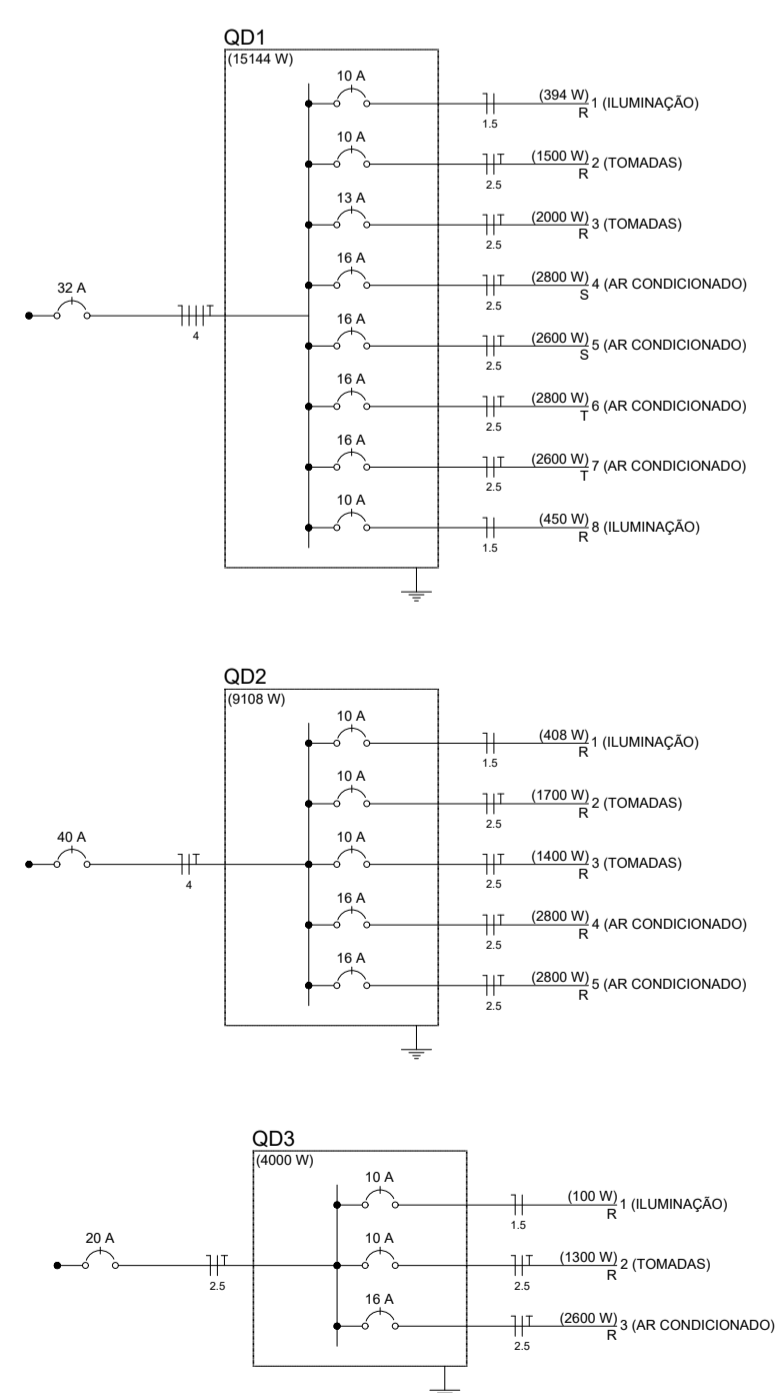 QD1
(15144 W)
10 A
(394 W)
1 (ILUMINAÇÃO)
R
1.5
10 A
T
(1500 W)
2 (TOMADAS)
R
2.5
13 A
T
(2000 W)
3 (TOMADAS)
R
2.5
16 A
T
(2800 W)
4 (AR CONDICIONADO)
S
2.5
32 A
T
4
16 A
T
(2600 W)
5 (AR CONDICIONADO)
S
2.5
16 A
T
(2800 W)
6 (AR CONDICIONADO)
T
2.5
16 A
T
(2600 W)
7 (AR CONDICIONADO)
T
2.5
10 A
(450 W)
8 (ILUMINAÇÃO)
R
1.5
QD2
(9108 W)
10 A
(408 W)
1 (ILUMINAÇÃO)
R
1.5
10 A
T
(1700 W)
2 (TOMADAS)
R
2.5
40 A
T
4
10 A
T
(1400 W)
3 (TOMADAS)
R
2.5
16 A
T
(2800 W)
4 (AR CONDICIONADO)
R
2.5
16 A
T
(2800 W)
5 (AR CONDICIONADO)
R
2.5
QD3
(4000 W)
10 A
(100 W)
1 (ILUMINAÇÃO)
R
1.5
20 A
T
2.5
10 A
T
(1300 W)
2 (TOMADAS)
R
2.5
16 A
T
(2600 W)
3 (AR CONDICIONADO)
R
2.5